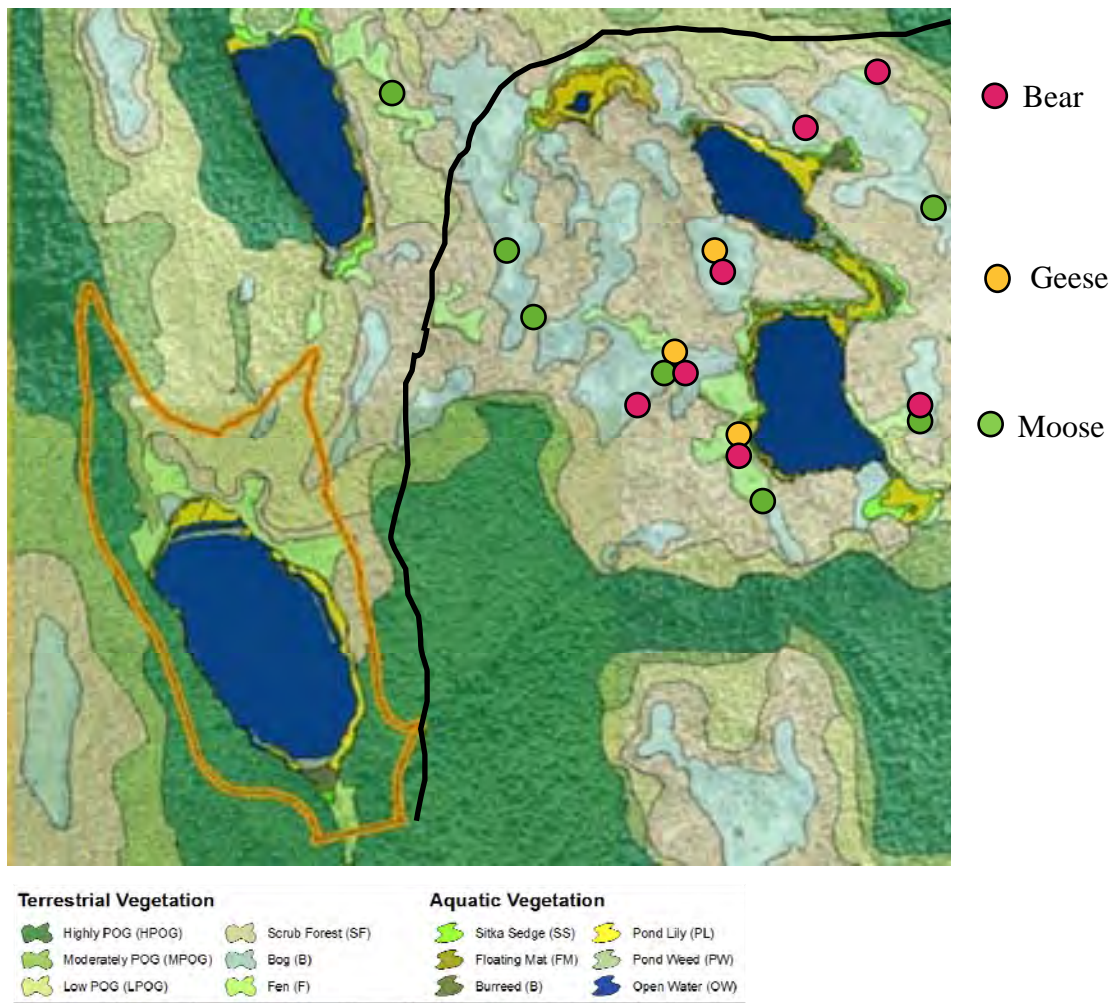 Bear
Geese
Moose
Terrestrial Vegetation
Highly POG (HPOG)
Scrub Forest (SF)
Moderately POG (MPOG)
Bog (B)
Low POG (LPOG)
Fen (F)
Aquatic Vegetation
Sitka Sedge (SS)
Pond Lily (PL)
Floating Mat (FM)
Pond Weed (PW)
Burreed (B)
Open Water (OW)